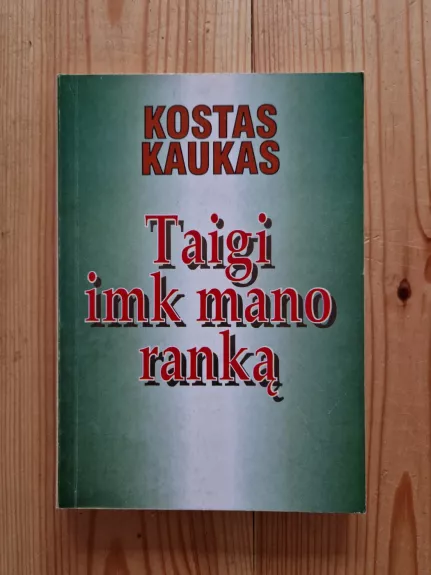 KOSTAS
KAUKAS
Taigi
imk mano
ranką